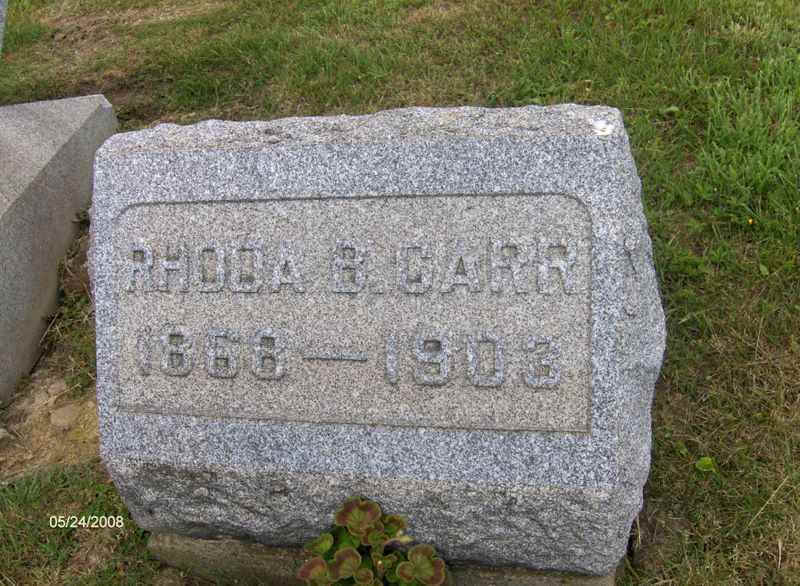 RHODA B. CARR
1868 — 1903
05/24/2008